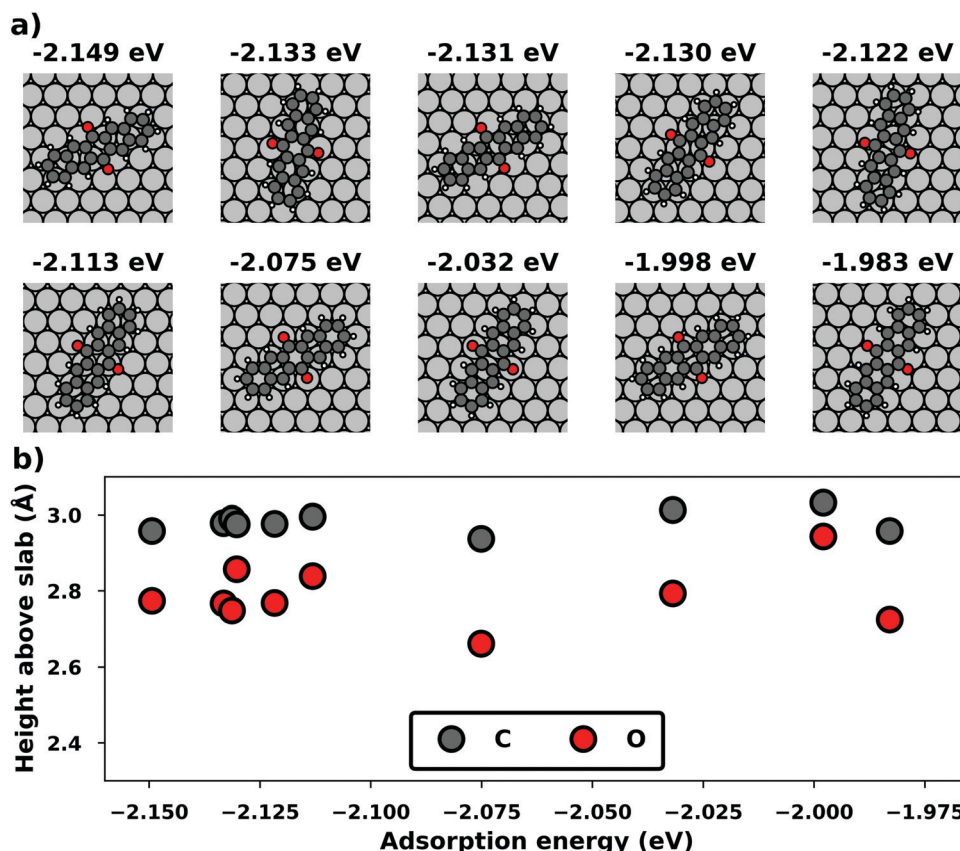 a)
-2.149 eV -2.133 eV -2.131 eV -2.130 eV -2.122 eV
-2.113 eV -2.075 eV -2.032 eV -1.998 eV -1.983 eV
b)
Height above slab (Å)
3.0
2.8
2.6
2.4
C O
−2.150 −2.125 −2.100 −2.075 −2.050 −2.025 −2.000 −1.975
Adsorption energy (eV)